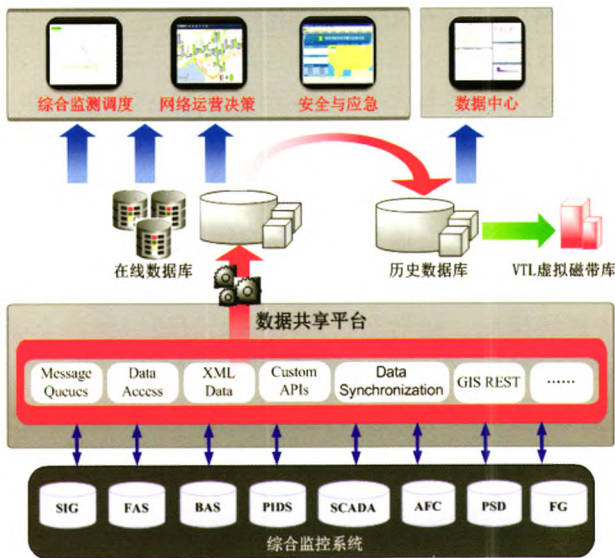 综合监测调度
网络运营决策
安全与应急
数据中心
在线数据库
历史数据库
VTL虚拟磁带库
数据共享平台
Message
Queues
Data
Access
XML
Data
Custom
APIs
Data
Synchronization
GIS REST
……
SIG
FAS
BAS
PIDS
SCADA
AFC
PSD
FG
综合监控系统